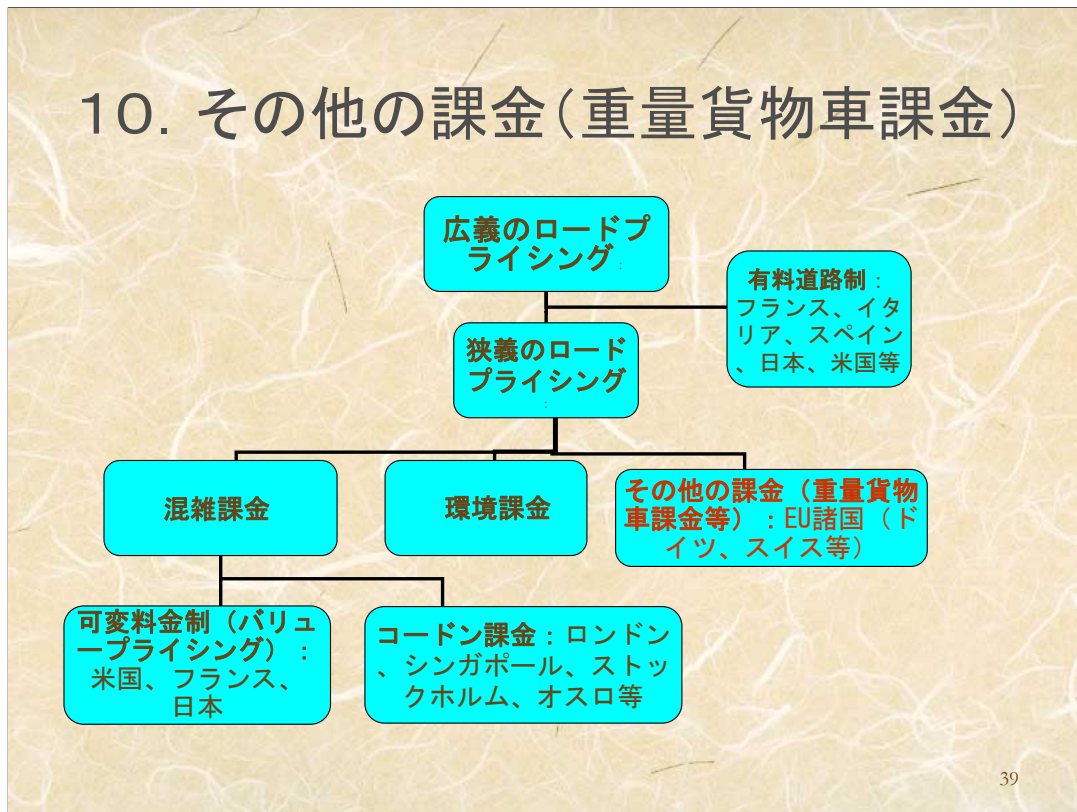 １０．その他の課金（重量貨物車課金）
広義のロードプ
ライシング：
有料道路制：
フランス、イタ
リア、スペイン
、日本、米国等
狭義のロード
プライシング
：
混雑課金
環境課金
その他の課金（重量貨物
車課金等）：EU諸国（ド
イツ、スイス等）
可変料金制（バリュ
ープライシング）：
米国、フランス、
日本
コードン課金：ロンドン
、シンガポール、ストッ
クホルム、オスロ等
39